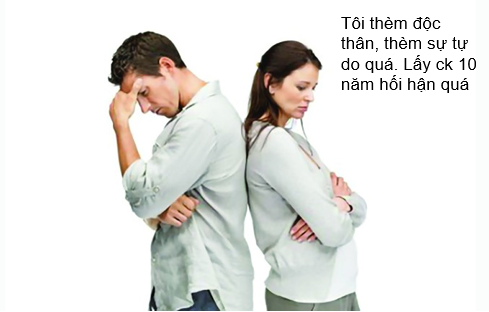 Tôi thèm độc
thân, thèm sự tự
do quá. Lấy ck 10
năm hối hận quá